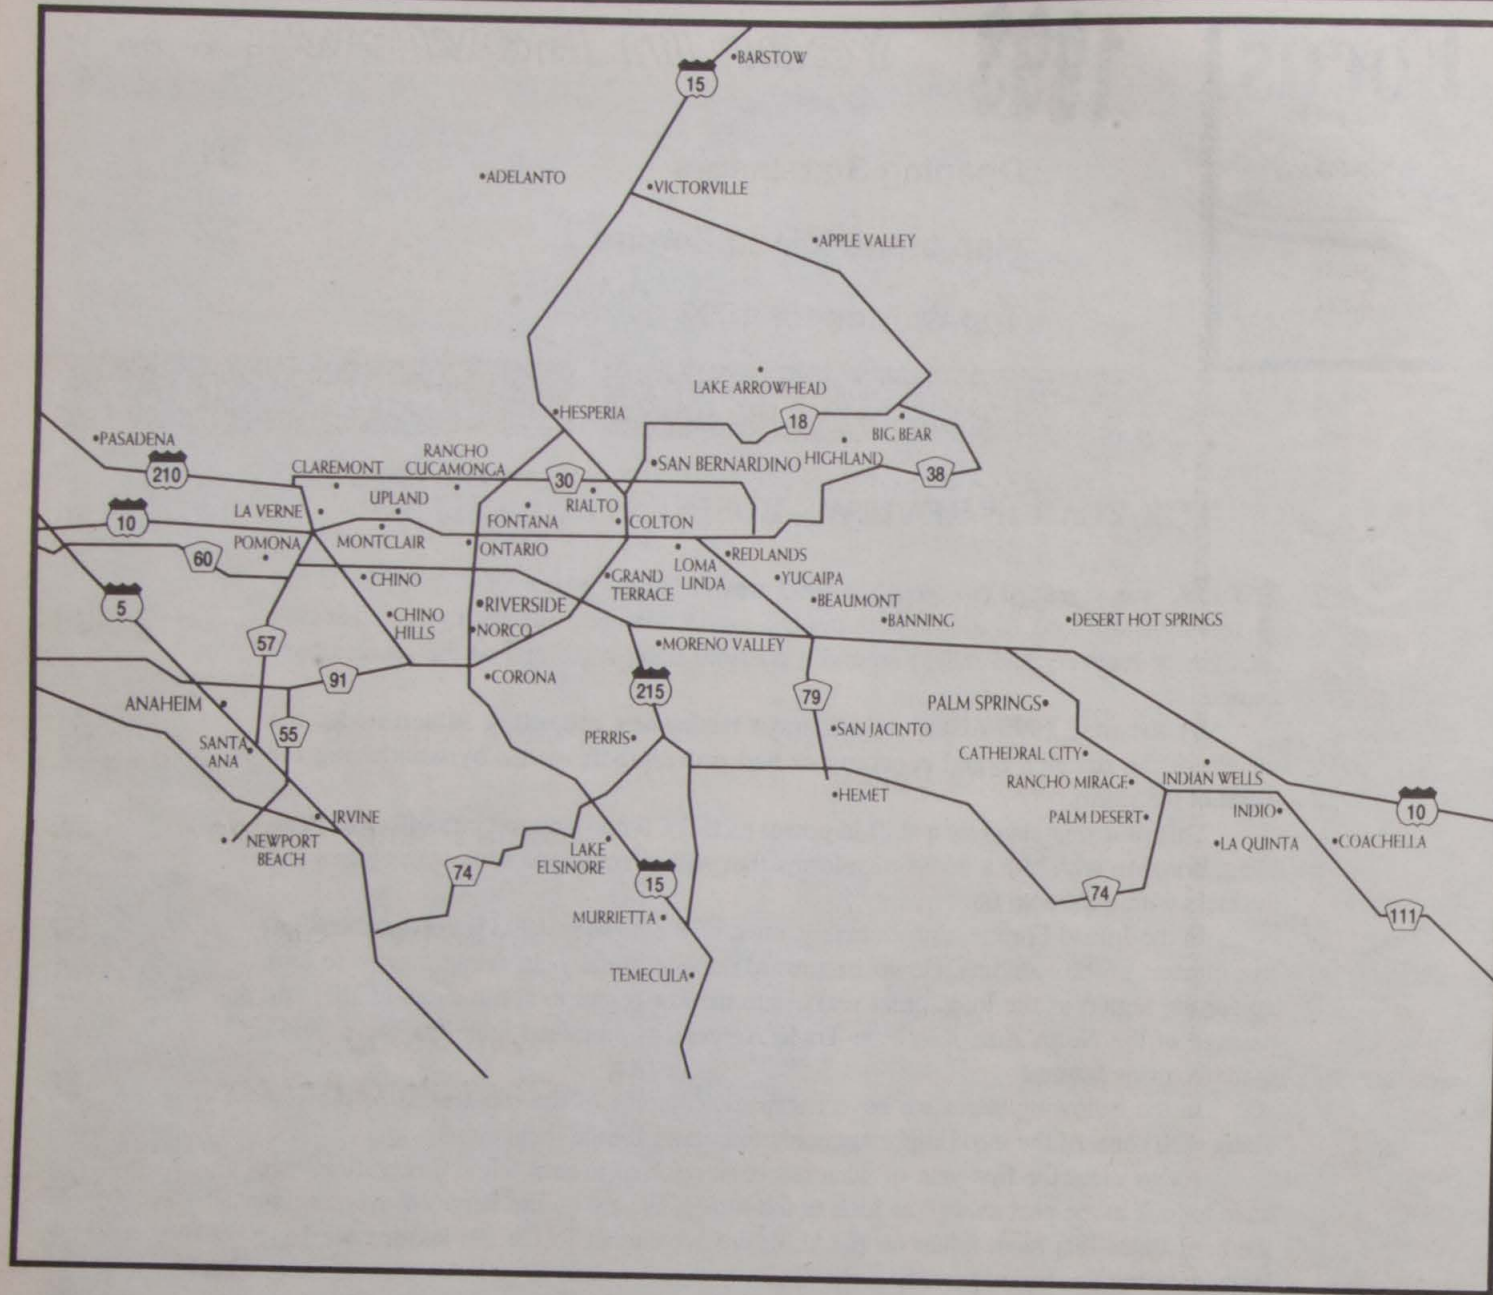 BARSTOW
15
ADELANTO
VICTORVILLE
APPLE VALLEY
LAKE ARROWHEAD
HESPERIA
18
BIG BEAR
PASADENA
210
CLAREMONT
RANCHO
CUCAMONGA
30
SAN BERNARDINO
HIGHLAND
38
LA VERNE
UPLAND
FONTANA
RIALTO
COLTON
10
POMONA
MONTCLAIR
ONTARIO
60
CHINO
GRAND
TERRACE
LOMA
LINDA
REDLANDS
YUCAIPA
BEAUMONT
BANNING
DESERT HOT SPRINGS
5
CHINO
HILLS
RIVERSIDE
NORCO
57
MORENO VALLEY
91
CORONA
215
79
PALM SPRINGS
ANAHEIM
55
SANTA
ANA
PERRIS
SAN JACINTO
CATHEDRAL CITY
RANCHO MIRAGE
INDIAN WELLS
HEMET
10
IRVINE
PALM DESERT
INDIO
NEWPORT
BEACH
LAKE
ELSINORE
LA QUINTA
COACHELLA
74
15
74
111
MURRIETTA
TEMECULA